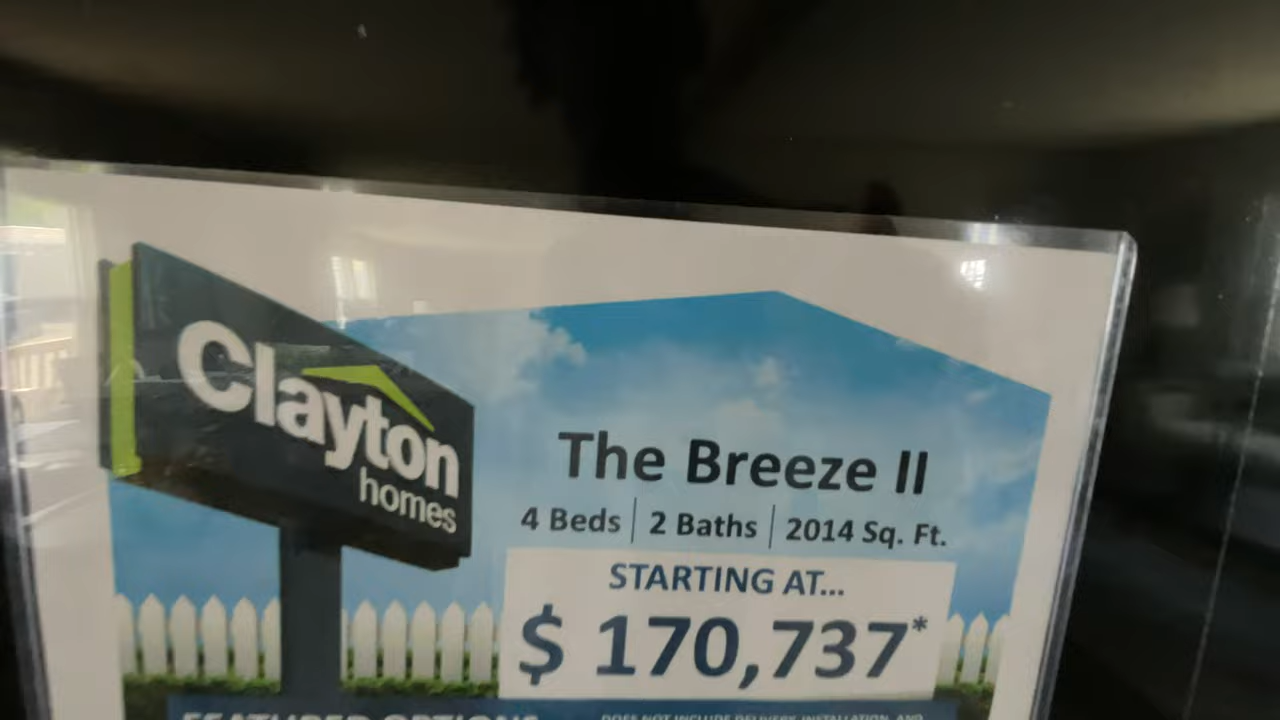 Clayton
homes
The Breeze II
4 Beds | 2 Baths | 2014 Sq. Ft.
STARTING AT...
$ 170,737*
FEATURED OPTIONS
DOES NOT INCLUDE DELIVERY, INSTALLATION, AND